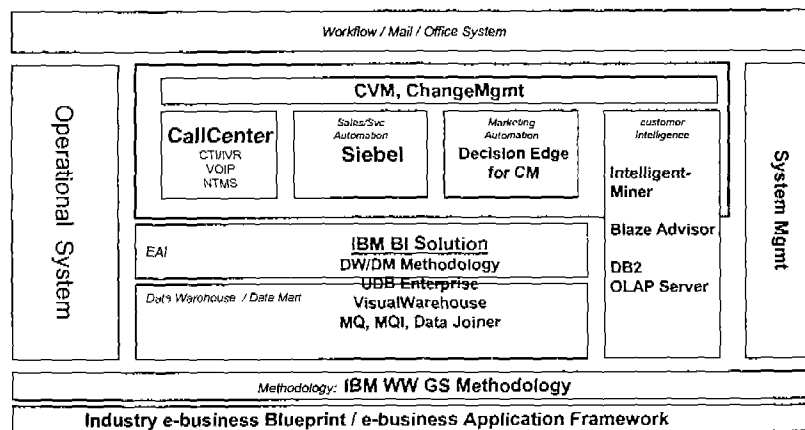 Workflow / Mail / Office System
Operational System
CVM, ChangeMgmt
CallCenter
CTI/IVR
VOIP
NTMS
Sales/Svc
Automation
Siebel
Marketing
Automation
Decision Edge
for CM
customer
Intelligence
Intelligent-
Miner
Blaze Advisor
DB2
OLAP Server
System Mgmt
EAI
IBM BI Solution
DW/DM Methodology
UDB Enterprise
Data Warehouse / Data Mart
VisualWarehouse
MQ, MQI, Data Joiner
Methodology: IBM WW GS Methodology
Industry e-business Blueprint / e-business Application Framework